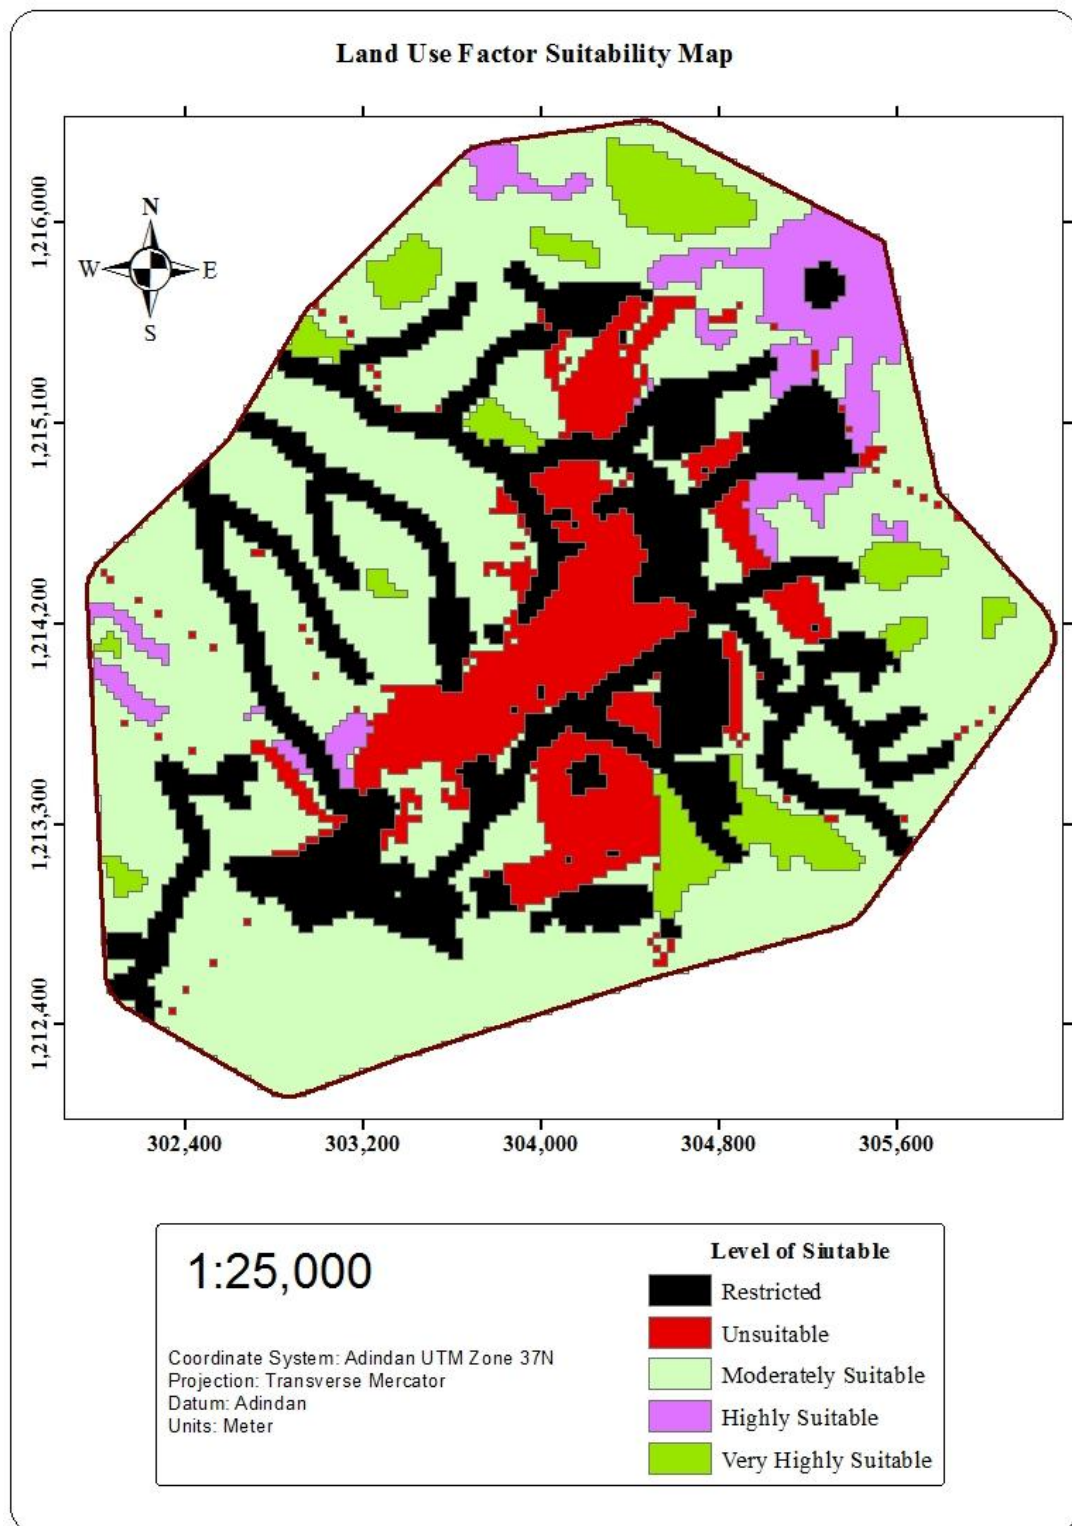 Land Use Factor Suitability Map
N
W E
S
1,216,000
1,215,100
1,214,200
1,213,300
1,212,400
302,400 303,200 304,000 304,800 305,600
1:25,000
Coordinate System: Adindan UTM Zone 37N
Projection: Transverse Mercator
Datum: Adindan
Units: Meter
Level of Siutable
Restricted
Unsuitable
Moderately Suitable
Highly Suitable
Very Highly Suitable